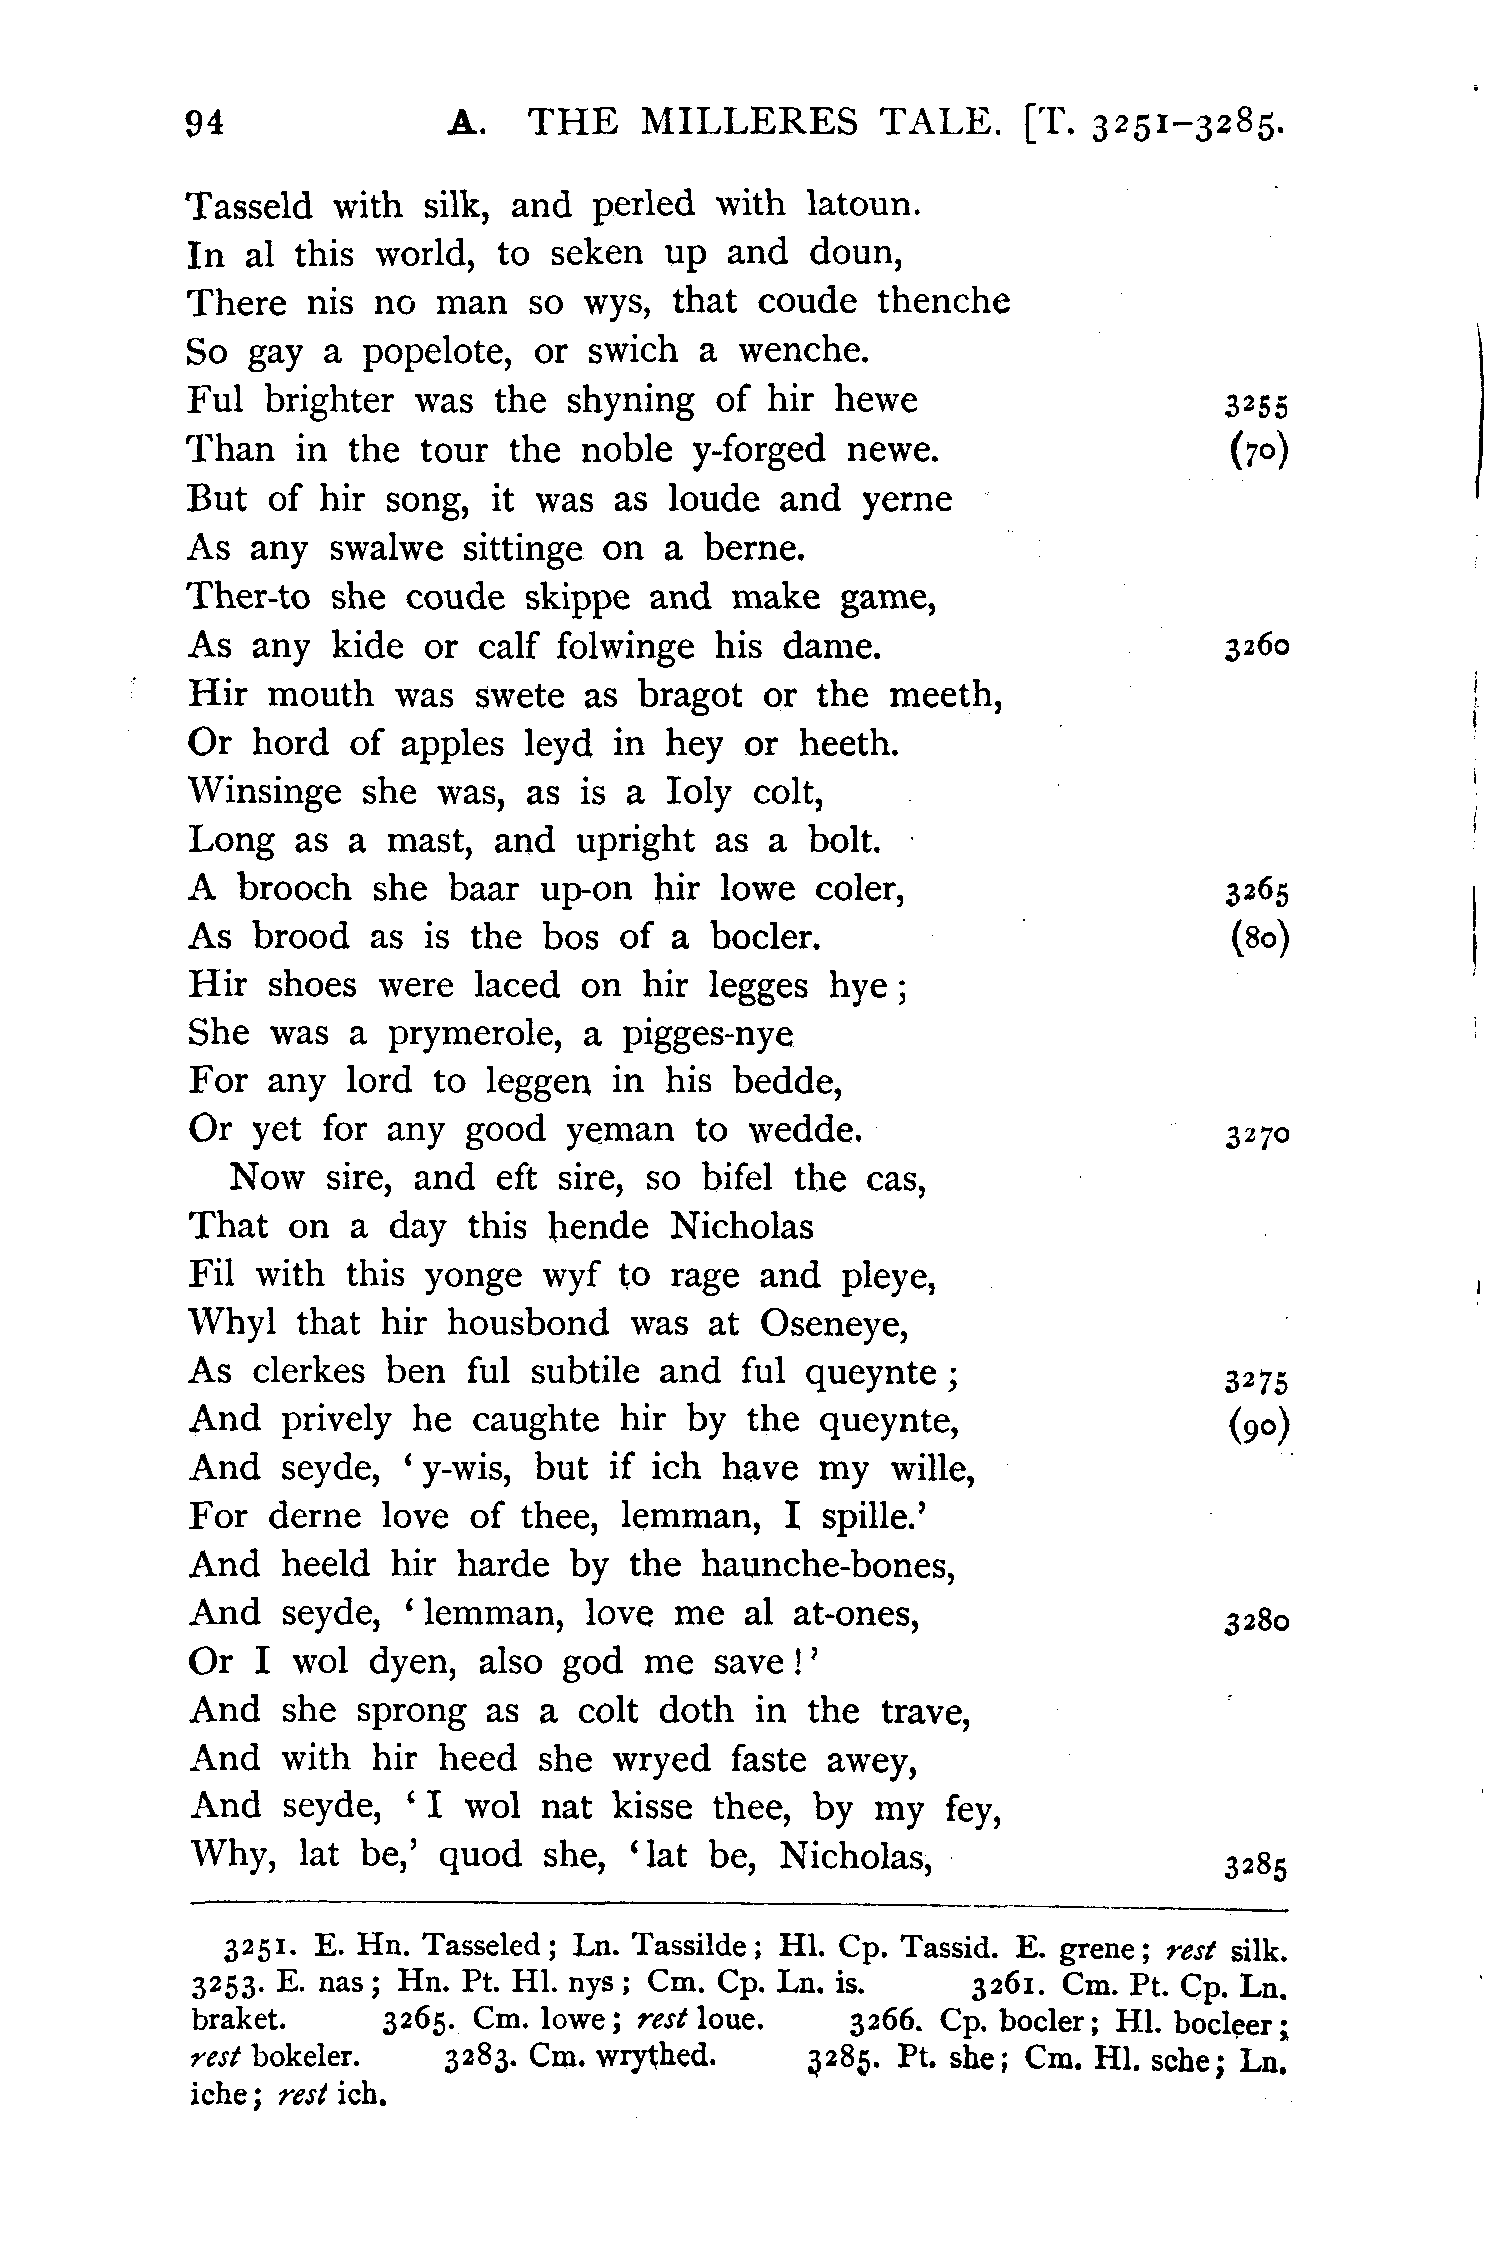 94 A. THE MILLERES TALE. [T. 3251–3285.
Tasseld with silk, and perled with latoun.
In al this world, to seken up and doun,
There nis no man so wys, that coude thenche
So gay a popelote, or swich a wenche.
Ful brighter was the shyning of hir hewe 3255
Than in the tour the noble y-forged newe. (70)
But of hir song, it was as loude and yerne
As any swalwe sittinge on a berne.
Ther-to she coude skippe and make game,
As any kide or calf folwinge his dame. 3260
Hir mouth was swete as bragot or the meeth,
Or hord of apples leyd in hey or heeth.
Winsinge she was, as is a Ioly colt,
Long as a mast, and upright as a bolt.
A brooch she baar up-on hir lowe coler, 3265
As brood as is the bos of a bocler. (80)
Hir shoes were laced on hir legges hye ;
She was a prymerole, a pigges-nye
For any lord to leggen in his bedde,
Or yet for any good yeman to wedde. 3270
Now sire, and eft sire, so bifel the cas,
That on a day this hende Nicholas
Fil with this yonge wyf to rage and pleye,
Whyl that hir housbond was at Oseneye,
As clerkes ben ful subtile and ful queynte ; 3275
And prively he caughte hir by the queynte, (90)
And seyde, ‘ y-wis, but if ich have my wille,
For derne love of thee, lemman, I spille.’
And heeld hir harde by the haunche-bones,
And seyde, ‘ lemman, love me al at-ones, 3280
Or I wol dyen, also god me save ! ’
And she sprong as a colt doth in the trave,
And with hir heed she wryed faste awey,
And seyde, ‘ I wol nat kisse thee, by my fey,
Why, lat be,’ quod she, ‘ lat be, Nicholas, 3285
3251. E. Hn. Tasseled ; Ln. Tassilde ; Hl. Cp. Tassid. E. grene ; rest silk.
3253. E. nas ; Hn. Pt. Hl. nys ; Cm. Cp. Ln. is. 3261. Cm. Pt. Cp. Ln.
braket. 3265. Cm. lowe ; rest loue. 3266. Cp. bocler ; Hl. bocleer ;
rest bokeler. 3283. Cm. wrythed. 3285. Pt. she ; Cm. Hl. sche ; Ln.
iche ; rest ich.